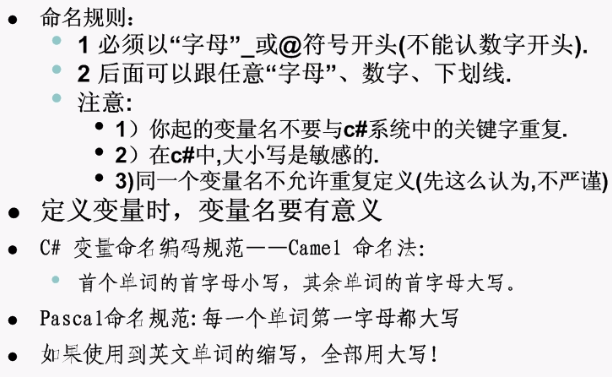 命名规则：
1 必须以“字母”_或@符号开头(不能认数字开头).
2 后面可以跟任意“字母”、数字、下划线.
注意:
1）你起的变量名不要与c#系统中的关键字重复.
2）在c#中,大小写是敏感的.
3)同一个变量名不允许重复定义(先这么认为,不严谨)
定义变量时，变量名要有意义
C# 变量命名编码规范——Camel 命名法:
首个单词的首字母小写，其余单词的首字母大写。
Pascal命名规范:每一个单词第一字母都大写
如果使用到英文单词的缩写，全部用大写!